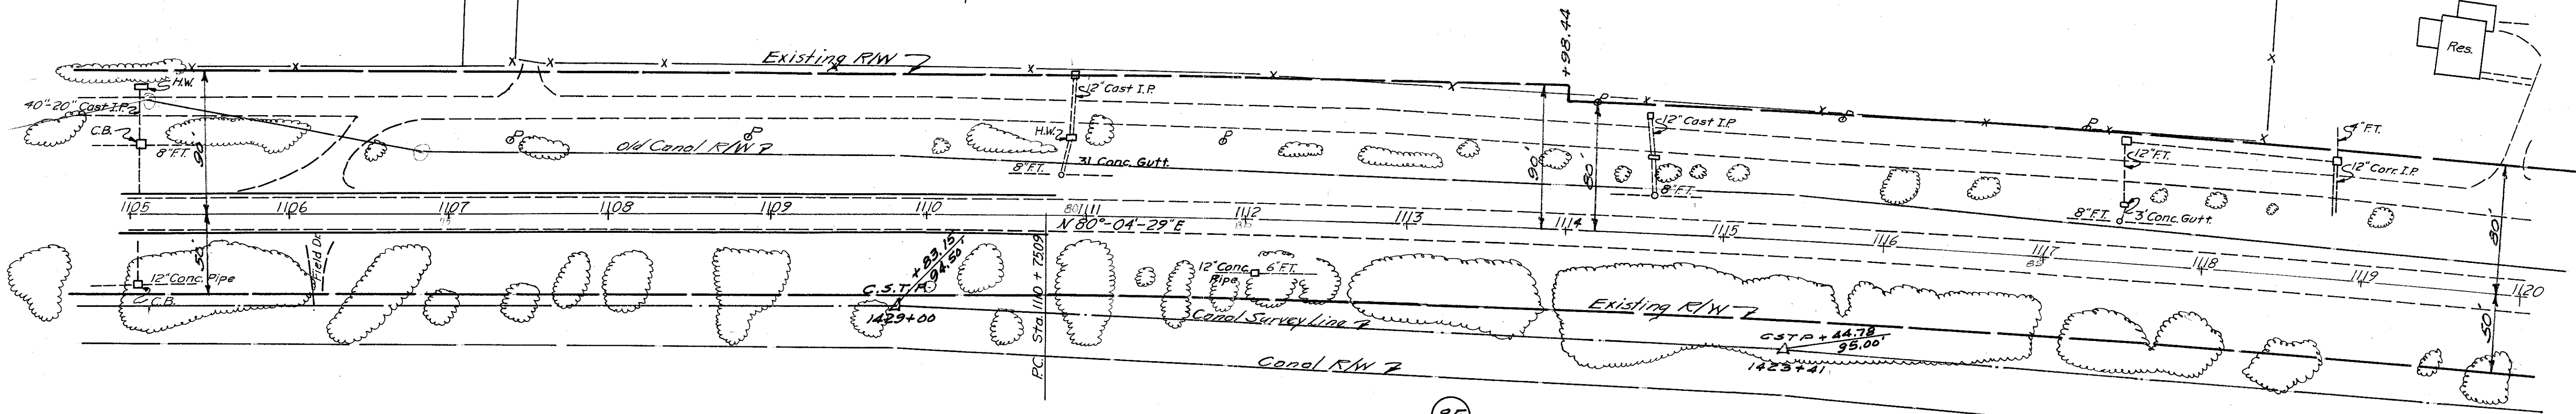 +98.44
Res.
Existing R/W
H.W.
12" Cast I.P.
40"-20" Cast I.P.
C.B.
8" F.T.
90'
Old Canal R/W
H.W.
31 Conc. Gutt.
8" F.T.
12" Cast I.P.
90'
80'
8" F.T.
12" F.T.
4" F.T.
12" Corr. I.P.
8" F.T.
3' Conc. Gutt.
1105 1106 1107 1108 1109 1110 1111 1112 1113 1114 1115 1116 1117 1118 1119 1120
N 80°-04'-29" E
80'
50'
Field Dr.
12" Conc. Pipe
C.B.
+83.15
94.50'
C.S.T.P.
1429+00
P.C. Sta. 1110 + 75.09
12" Conc. Pipe
6" F.T.
Canal Survey Line
Existing R/W
C.S.T.P. +44.78
95.00'
1423+41
Canal R/W
50'